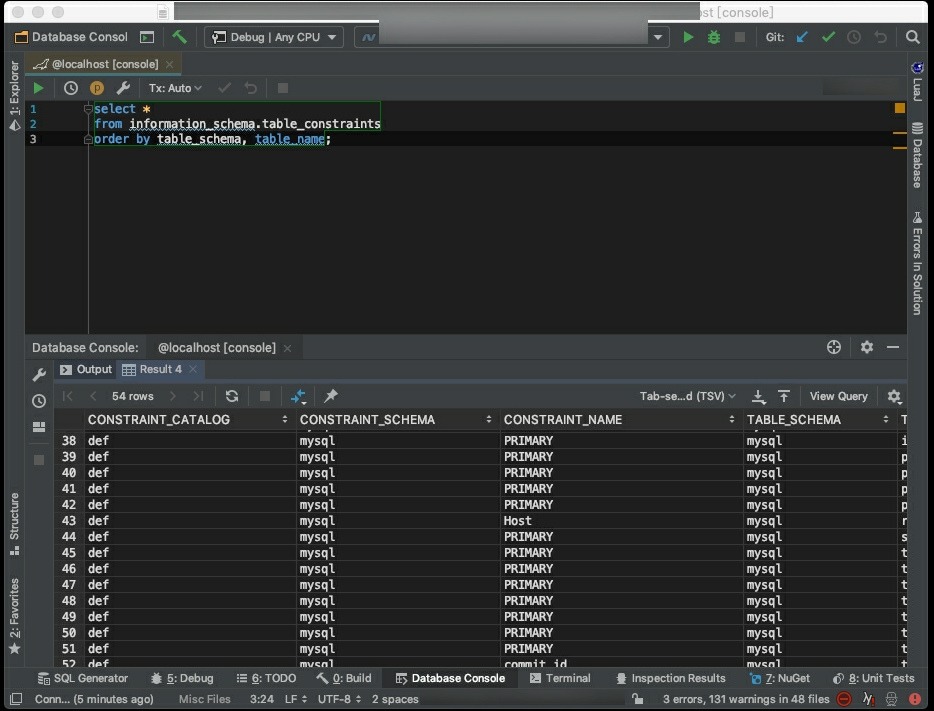 st [console]
Database Consol
Debug | Any CPU
Git:
@localhost [console]
1: Explorer
Tx: Auto
LuaJ
1 select *
2 from information_schema.table_constraints
3 order by table_schema, table_name;
Database
Errors In Solution
Database Console: @localhost [console]
Output Result 4
54 rows Tab-se...d (TSV) View Query
CONSTRAINT_CATALOG CONSTRAINT_SCHEMA CONSTRAINT_NAME TABLE_SCHEMA T
38 def mysql PRIMARY mysql i
39 def mysql PRIMARY mysql p
40 def mysql PRIMARY mysql p
41 def mysql PRIMARY mysql p
42 def mysql PRIMARY mysql p
43 def mysql Host mysql r
44 def mysql PRIMARY mysql s
45 def mysql PRIMARY mysql t
46 def mysql PRIMARY mysql t
47 def mysql PRIMARY mysql t
48 def mysql PRIMARY mysql t
49 def mysql PRIMARY mysql t
50 def mysql PRIMARY mysql t
51 def mysql PRIMARY mysql t
52 def mysql commit_id mysql t
Structure
2: Favorites
SQL Generator 5: Debug 6: TODO 0: Build Database Console Terminal Inspection Results 7: NuGet 8: Unit Tests
Conn... (5 minutes ago) Misc Files 3:24 LF UTF-8 2 spaces 3 errors, 131 warnings in 48 files